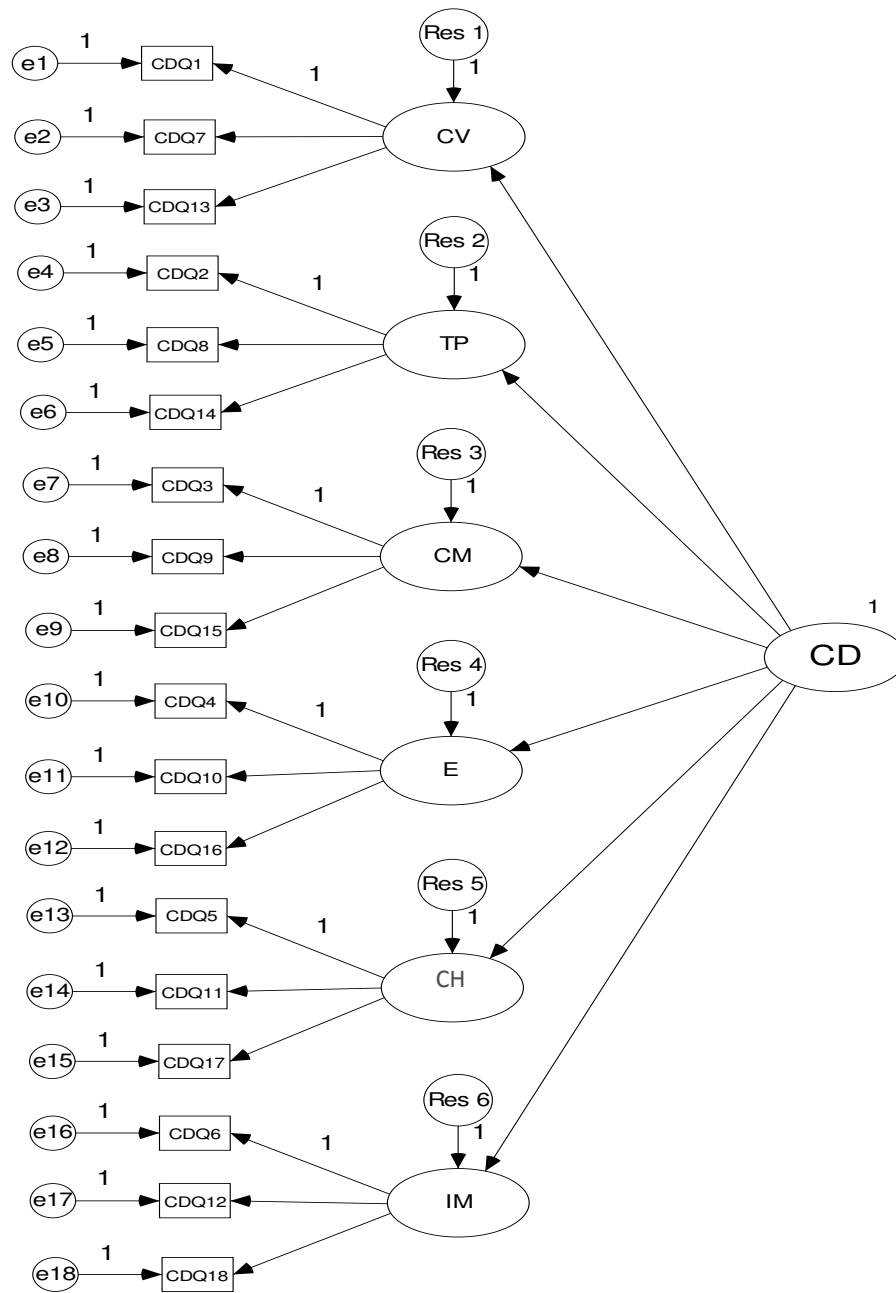 Res 1
1
e1
1
CDQ1
1
CV
e2
1
CDQ7
e3
1
CDQ13
Res 2
1
e4
1
CDQ2
1
TP
e5
1
CDQ8
e6
1
CDQ14
Res 3
1
e7
1
CDQ3
1
CM
e8
1
CDQ9
e9
1
CDQ15
1
CD
Res 4
1
e10
1
CDQ4
1
E
e11
1
CDQ10
e12
1
CDQ16
Res 5
1
e13
1
CDQ5
1
CH
e14
1
CDQ11
e15
1
CDQ17
Res 6
1
e16
1
CDQ6
1
IM
e17
1
CDQ12
e18
1
CDQ18